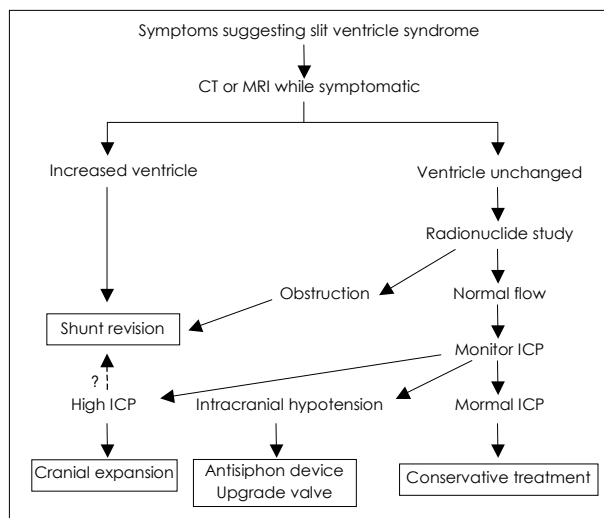 Symptoms suggesting slit ventricle syndrome
CT or MRI while symptomatic
Increased ventricle
Ventricle unchanged
Radionuclide study
Obstruction
Normal flow
Shunt revision
Monitor ICP
?
High ICP
Intracranial hypotension
Mormal ICP
Cranial expansion
Antisiphon device
Upgrade valve
Conservative treatment